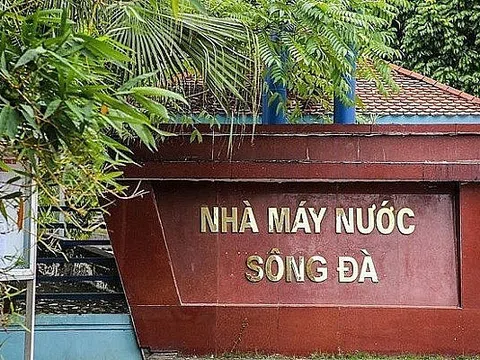 NHÀ MÁY NƯỚC
SÔNG ĐÀ